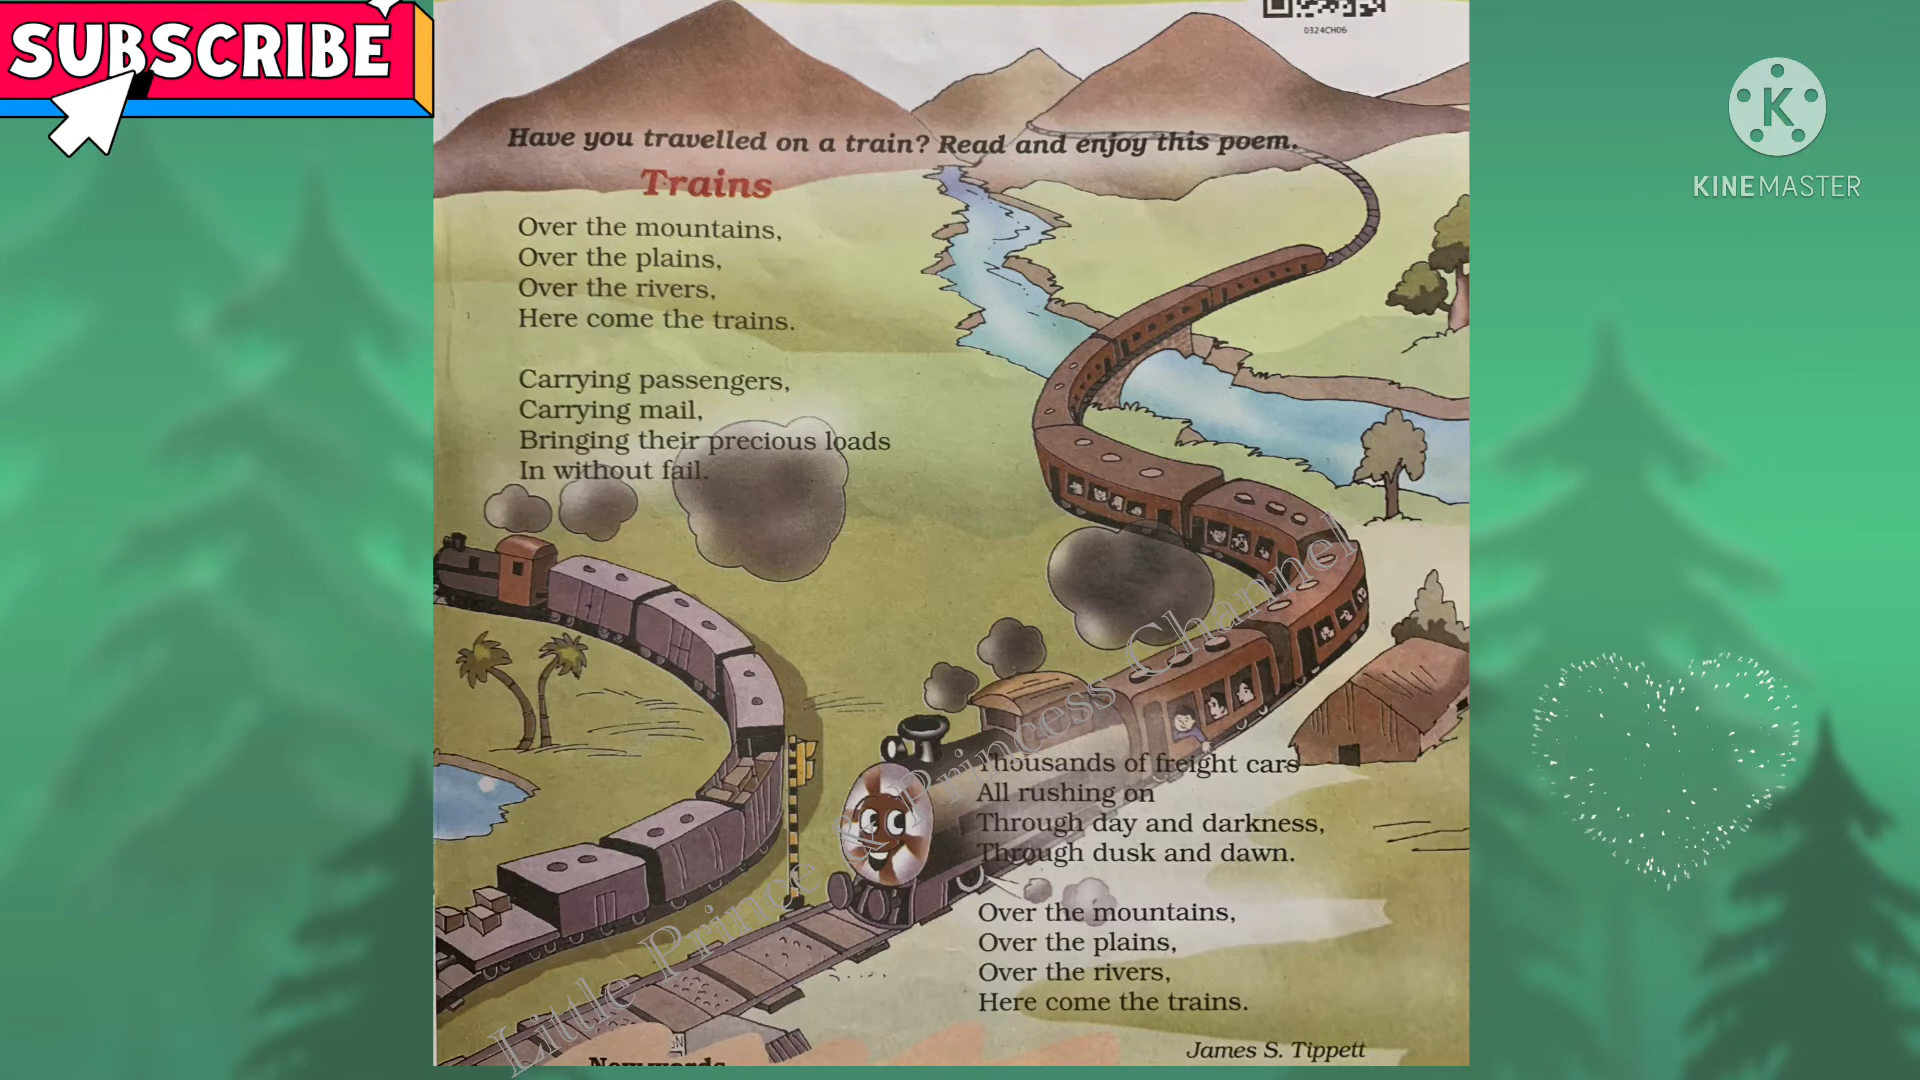 SUBSCRIBE
0324CH06
K
KINEMASTER
Have you travelled on a train? Read and enjoy this poem.
Trains
Over the mountains,
Over the plains,
Over the rivers,
Here come the trains.
Carrying passengers,
Carrying mail,
Bringing their precious loads
In without fail.
Thousands of freight cars
All rushing on
Through day and darkness,
Through dusk and dawn.
Over the mountains,
Over the plains,
Over the rivers,
Here come the trains.
James S. Tippett
New words
Little Prince & Princess Channel